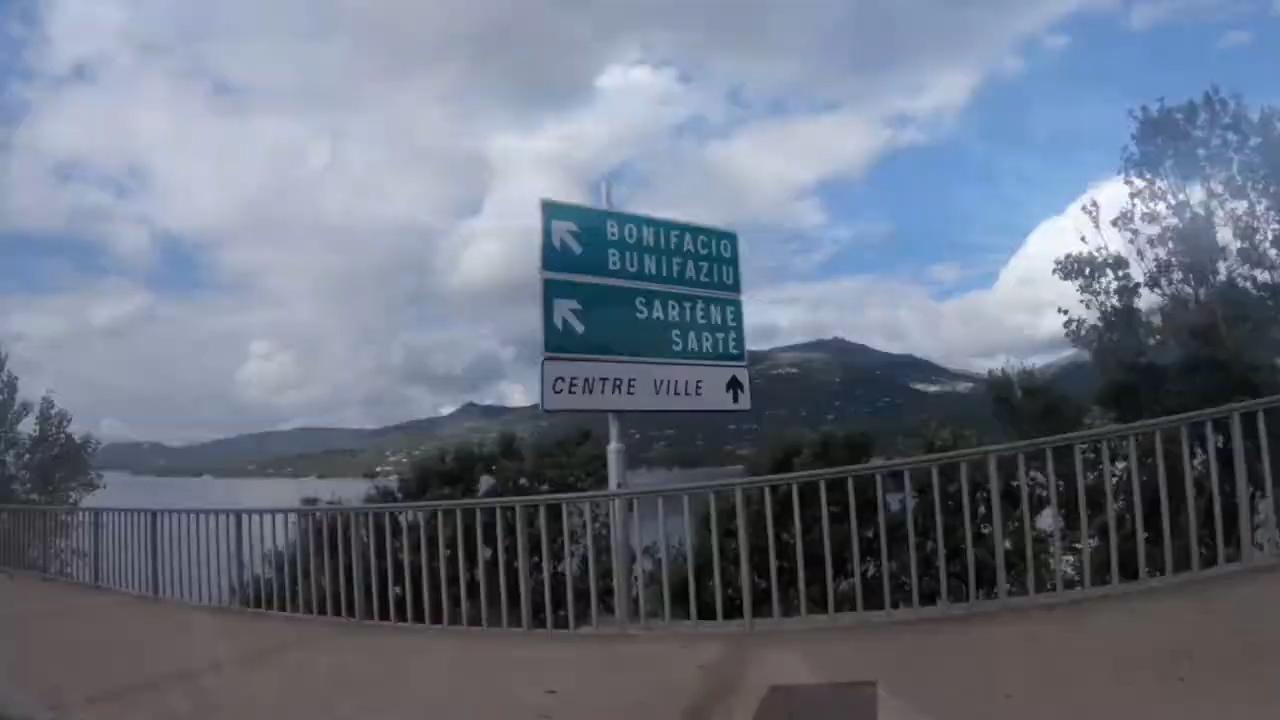 BONIFACIO
BUNIFAZIU
SARTÈNE
SARTÈ
CENTRE VILLE